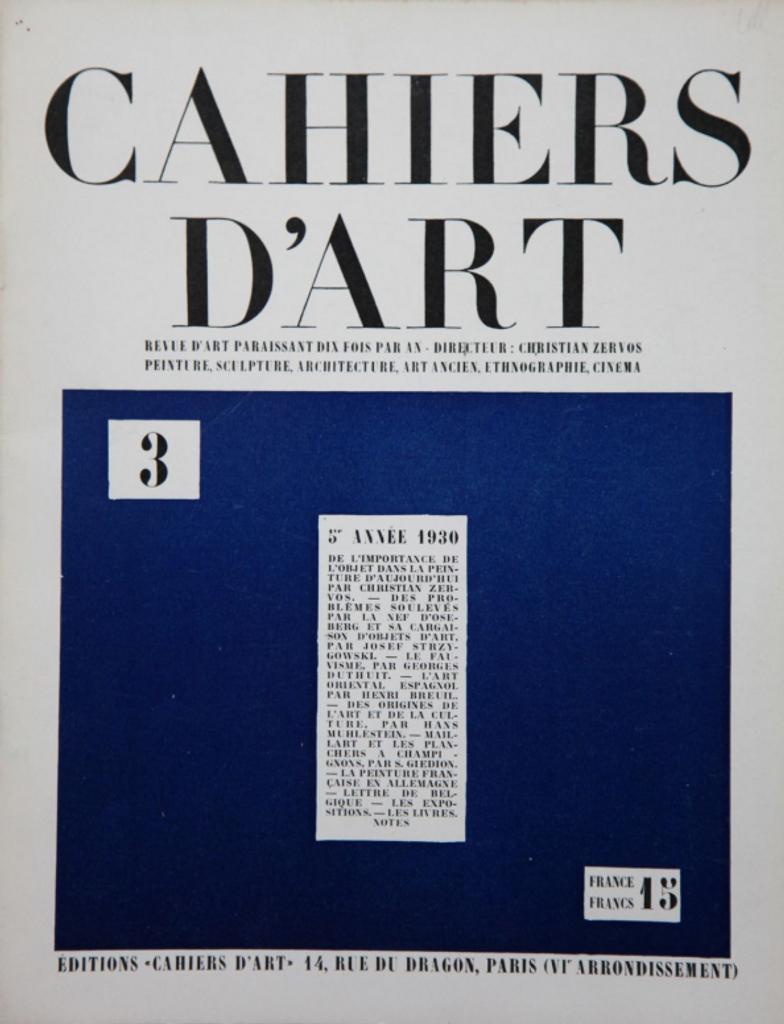 CAHIERS
D'ART
REVUE D'ART PARAISSANT DIX FOIS PAR AN - DIRECTEUR : CHRISTIAN ZERVOS
PEINTURE, SCULPTURE, ARCHITECTURE, ART ANCIEN, ETHNOGRAPHIE, CINEMA
3
5ᵉ ANNÉE 1930
DE L'IMPORTANCE DE
L'OBJET DANS LA PEIN-
TURE D'AUJOURD'HUI
PAR CHRISTIAN ZER-
VOS. — DES PRO-
BLÈMES SOULEVÉS
PAR LA NEF D'OSE-
BERG ET SA CARGAI-
SON D'OBJETS D'ART,
PAR JOSEF STRZY-
GOWSKI. — LE FAU-
VISME, PAR GEORGES
DUTHUIT. — L'ART
ORIENTAL ESPAGNOL
PAR HENRI BREUIL.
— DES ORIGINES DE
L'ART ET DE LA CUL-
TURE, PAR HANS
MUHLESTEIN. — MAIL-
LART ET LES PLAN-
CHERS A CHAMPI-
GNONS, PAR S. GIEDION.
— LA PEINTURE FRAN-
ÇAISE EN ALLEMAGNE
— LETTRE DE BEL-
GIQUE — LES EXPO-
SITIONS. — LES LIVRES.
NOTES
FRANCE
FRANCS 15
ÉDITIONS «CAHIERS D'ART» 14, RUE DU DRAGON, PARIS (VIᵉ ARRONDISSEMENT)